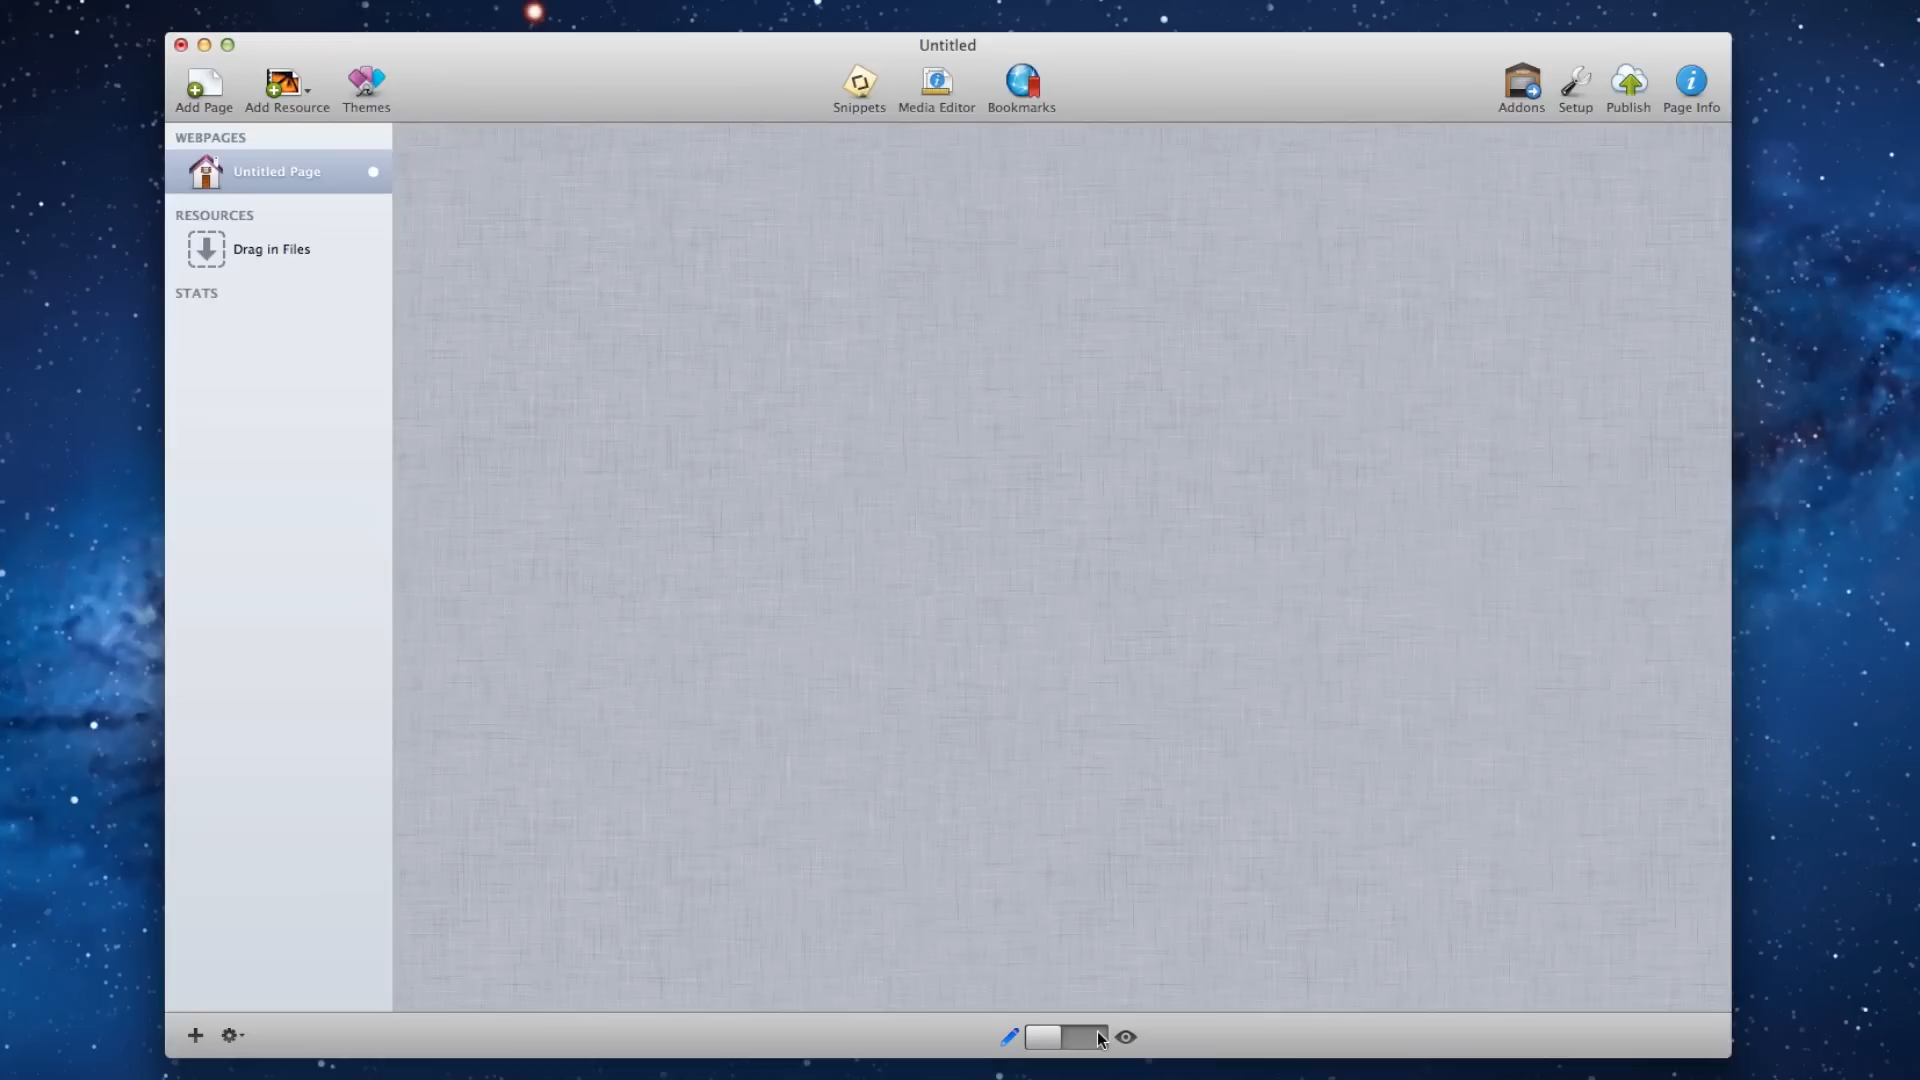 Untitled
Add Page
Add Resource
Themes
Snippets
Media Editor
Bookmarks
Addons
Setup
Publish
Page Info
WEBPAGES
Untitled Page
RESOURCES
Drag in Files
STATS